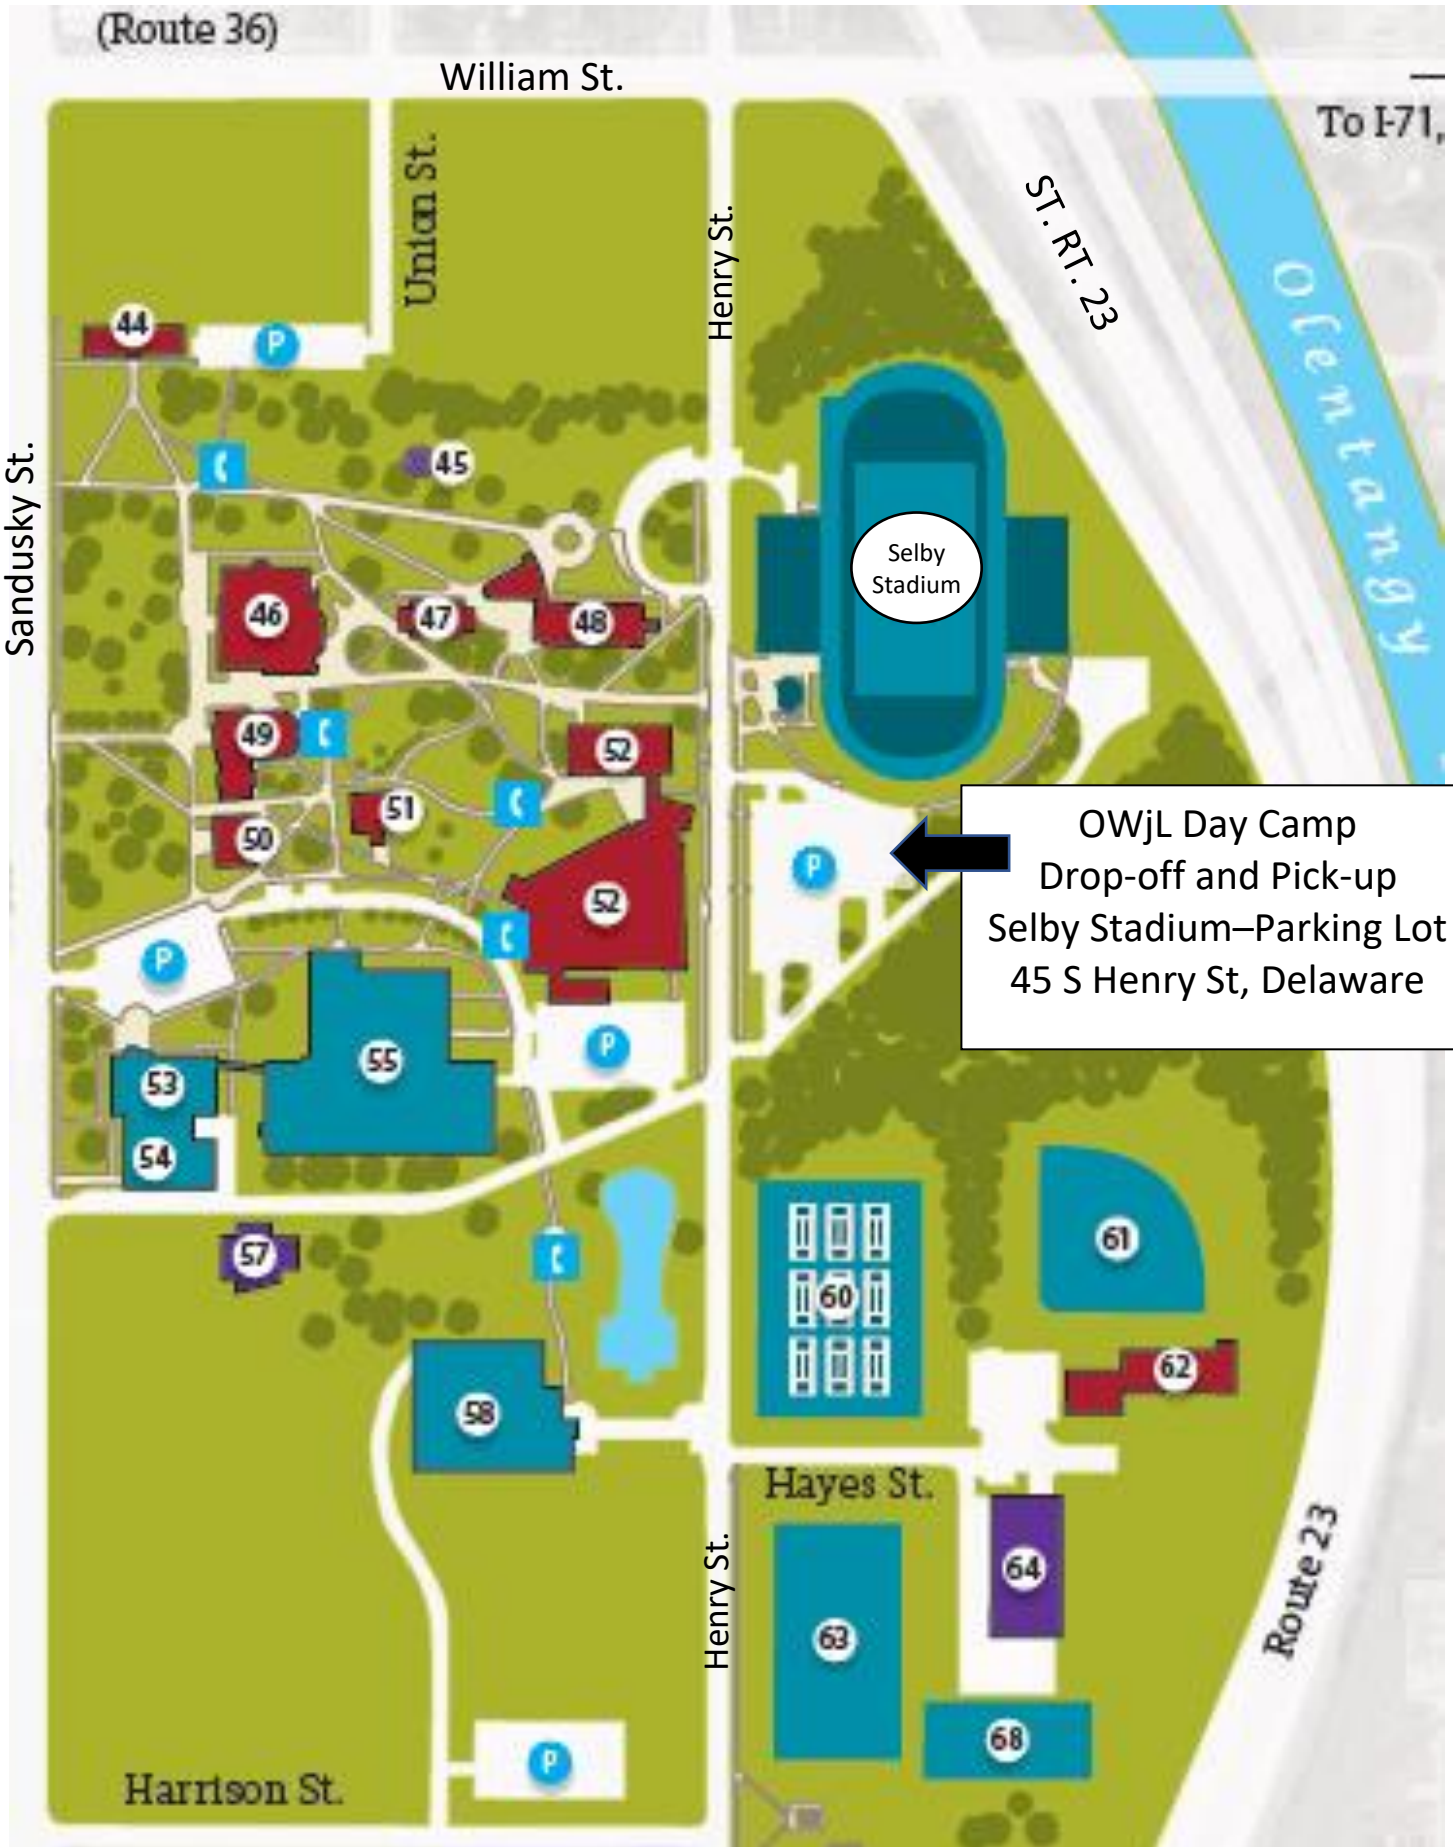 (Route 36)
William St.
To I-71,
Union St.
Henry St.
ST. RT. 23
Olentangy
44
P
Sandusky St.
45
Selby
Stadium
46
47
48
49
52
51
50
P
52
OWjL Day Camp
Drop-off and Pick-up
Selby Stadium–Parking Lot
45 S Henry St, Delaware
P
P
55
53
54
57
61
60
62
58
Hayes St.
Henry St.
64
63
Route 23
68
P
Harrison St.